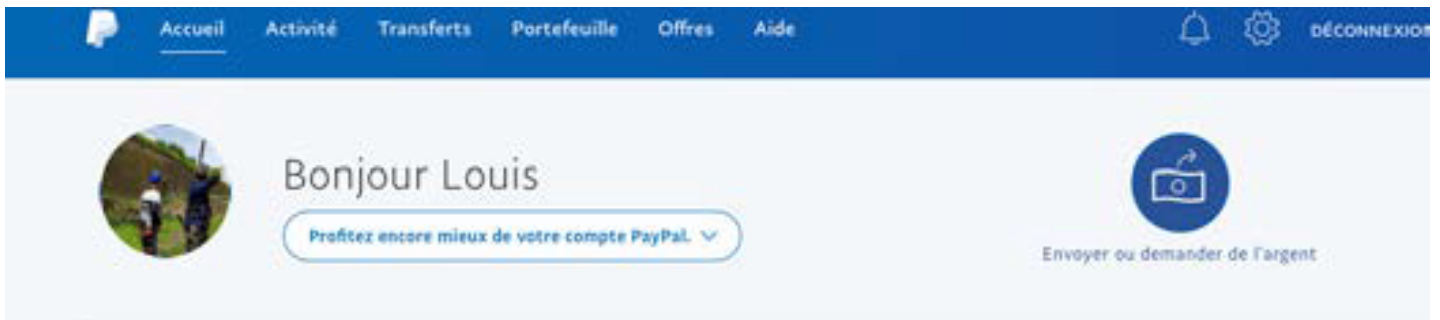 Accueil Activité Transferts Portefeuille Offres Aide DÉCONNEXION
Bonjour Louis
Profitez encore mieux de votre compte PayPal.
Envoyer ou demander de l'argent